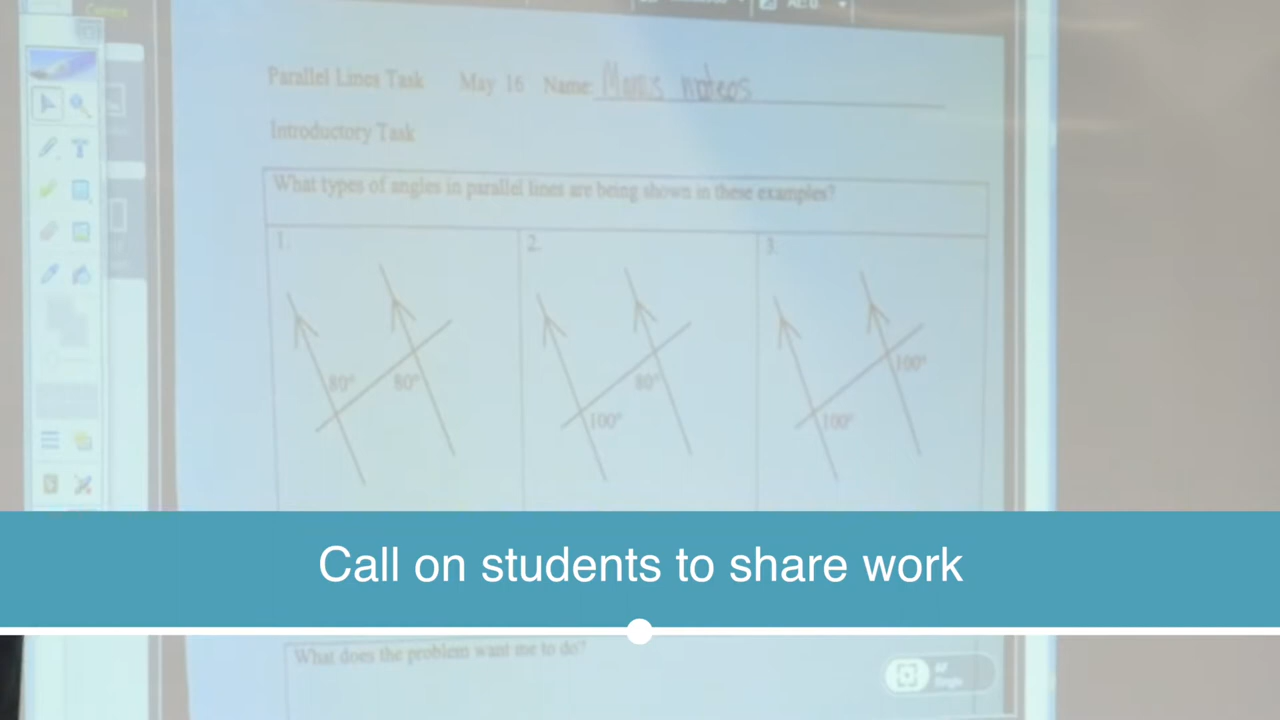 Camera
Parallel Lines Task May 16 Name:
Introductory Task
What types of angles in parallel lines are being shown in these examples?
1. 2. 3.
80° 80° 80° 100°
100° 100°
Call on students to share work
What does the problem want me to do?
AF